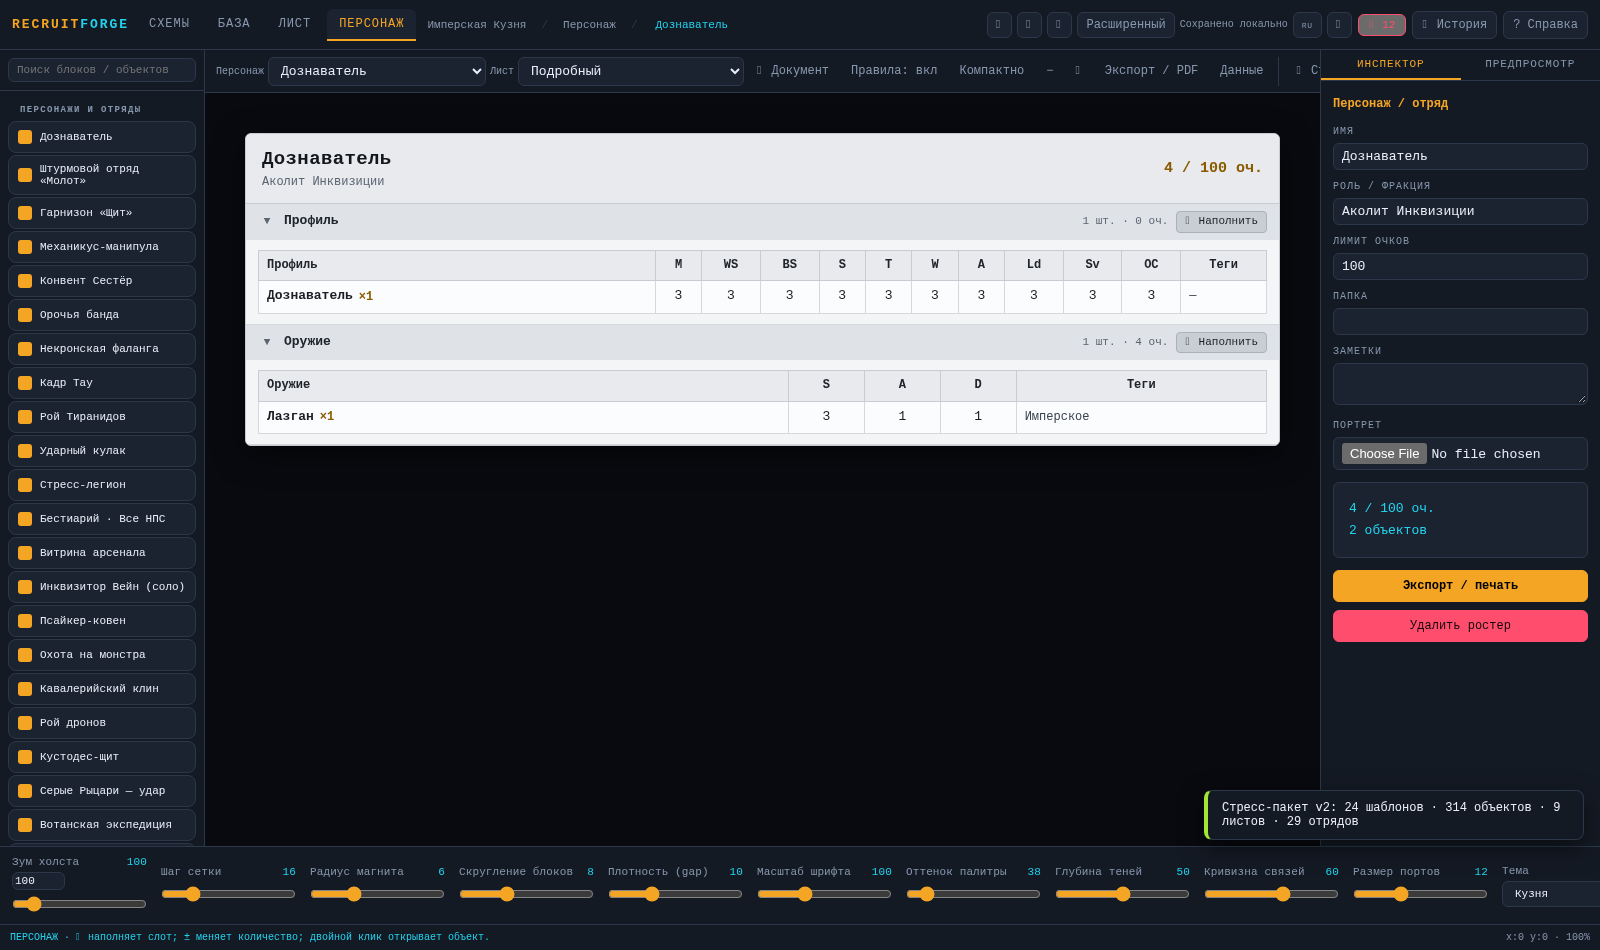 RECRUITFORGE СХЕМЫ БАЗА ЛИСТ ПЕРСОНАЖ Имперская Кузня / Персонаж / Дознаватель Расширенный Сохранено локально RU 12 История ? Справка
Поиск блоков / объектов
Персонаж Дознаватель Лист Подробный Документ Правила: вкл Компактно − Экспорт / PDF Данные
ИНСПЕКТОР ПРЕДПРОСМОТР
ПЕРСОНАЖИ И ОТРЯДЫ
Дознаватель
Штурмовой отряд
«Молот»
Гарнизон «Щит»
Механикус-манипула
Конвент Сестёр
Орочья банда
Некронская фаланга
Кадр Тау
Рой Тиранидов
Ударный кулак
Стресс-легион
Бестиарий · Все НПС
Витрина арсенала
Инквизитор Вейн (соло)
Псайкер-ковен
Охота на монстра
Кавалерийский клин
Рой дронов
Кустодес-щит
Серые Рыцари — удар
Вотанская экспедиция
Дознаватель
Аколит Инквизиции
4 / 100 оч.
▼ Профиль 1 шт. · 0 оч. Наполнить
Профиль M WS BS S T W A Ld Sv OC Теги
Дознаватель ×1 3 3 3 3 3 3 3 3 3 3 —
▼ Оружие 1 шт. · 4 оч. Наполнить
Оружие S A D Теги
Лазган ×1 3 1 1 Имперское
Персонаж / отряд
ИМЯ
Дознаватель
РОЛЬ / ФРАКЦИЯ
Аколит Инквизиции
ЛИМИТ ОЧКОВ
100
ПАПКА
ЗАМЕТКИ
ПОРТРЕТ
Choose File No file chosen
4 / 100 оч.
2 объектов
Экспорт / печать
Удалить ростер
Стресс-пакет v2: 24 шаблонов · 314 объектов · 9
листов · 29 отрядов
Зум холста 100
100
Шаг сетки 16
Радиус магнита 6
Скругление блоков 8
Плотность (gap) 10
Масштаб шрифта 100
Оттенок палитры 38
Глубина теней 50
Кривизна связей 60
Размер портов 12
Тема
Кузня
ПЕРСОНАЖ · наполняет слот; ± меняет количество; двойной клик открывает объект.
x:0 y:0 · 100%